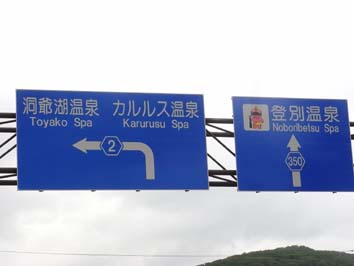 洞爺湖温泉 カルルス温泉
Toyako Spa Karurusu Spa
2
登別温泉
Noboribetsu Spa
350